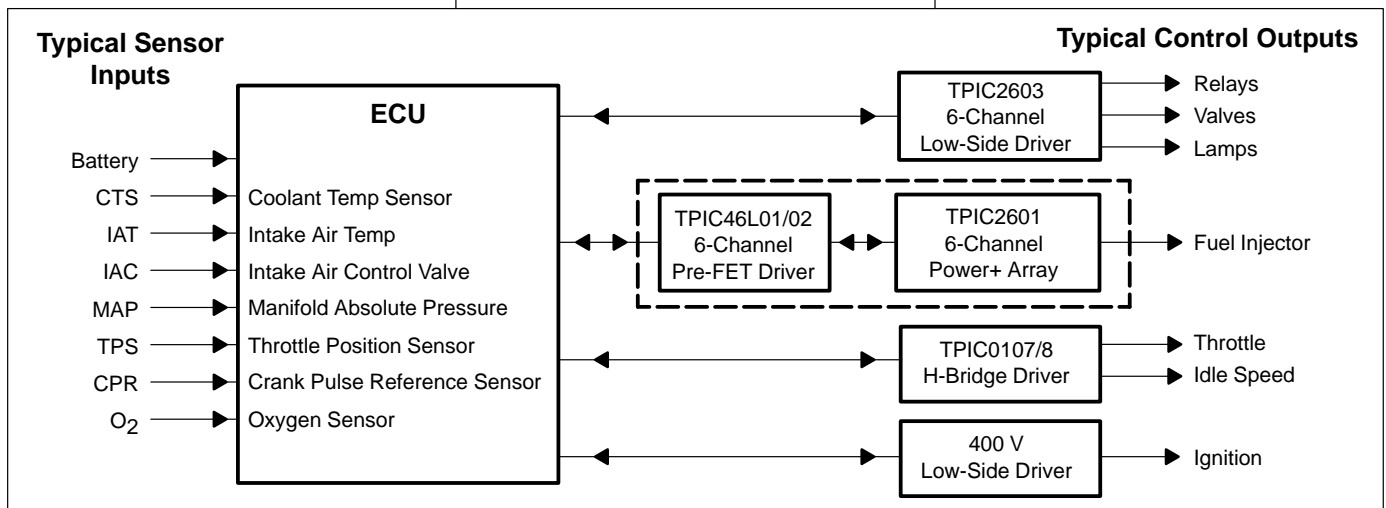 Typical Sensor
Inputs
Typical Control Outputs
ECU
Battery
CTS
IAT
IAC
MAP
TPS
CPR
O2
Coolant Temp Sensor
Intake Air Temp
Intake Air Control Valve
Manifold Absolute Pressure
Throttle Position Sensor
Crank Pulse Reference Sensor
Oxygen Sensor
TPIC2603
6-Channel
Low-Side Driver
Relays
Valves
Lamps
TPIC46L01/02
6-Channel
Pre-FET Driver
TPIC2601
6-Channel
Power+ Array
Fuel Injector
TPIC0107/8
H-Bridge Driver
Throttle
Idle Speed
400 V
Low-Side Driver
Ignition